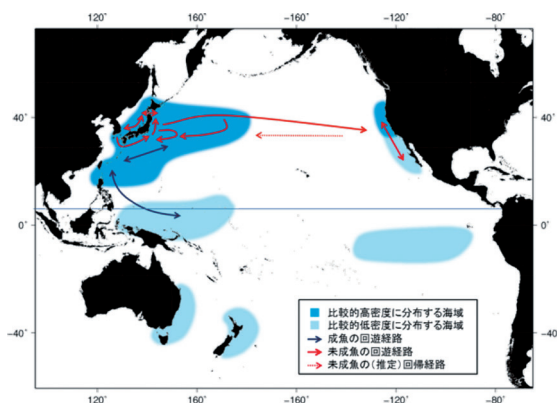 120° 160° -160° -120° -80°
40° 40°
0° 0°
-40° -40°
比較的高密度に分布する海域
比較的低密度に分布する海域
成魚の回遊経路
未成魚の回遊経路
未成魚の(推定)回帰経路
120° 160° -160° -120° -80°